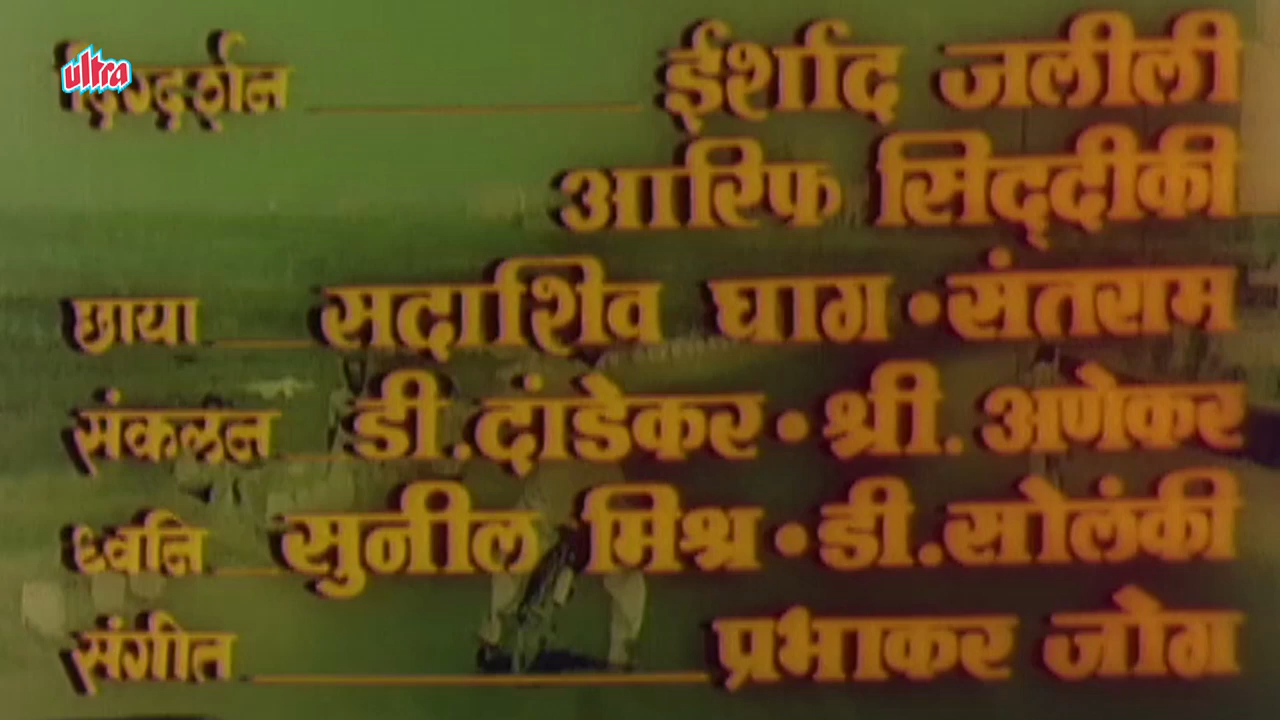 ultra
दिग्दर्शन ईर्शाद जलीली
आरिफ सिद्दीकी
छाया सदाशिव घाग • संतराम
संकलन डी. दांडेकर • श्री. अणेकर
ध्वनि सुनील मिश्र • डी. सोलंकी
संगीत प्रभाकर जोग